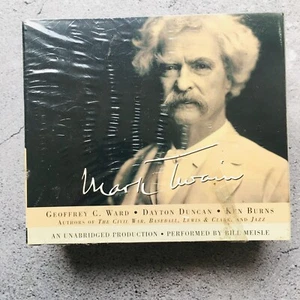 Mark Twain
GEOFFREY C. WARD • DAYTON DUNCAN • KEN BURNS
AUTHORS OF THE CIVIL WAR, BASEBALL, LEWIS & CLARK, AND JAZZ
AN UNABRIDGED PRODUCTION • PERFORMED BY BILL MEISLE